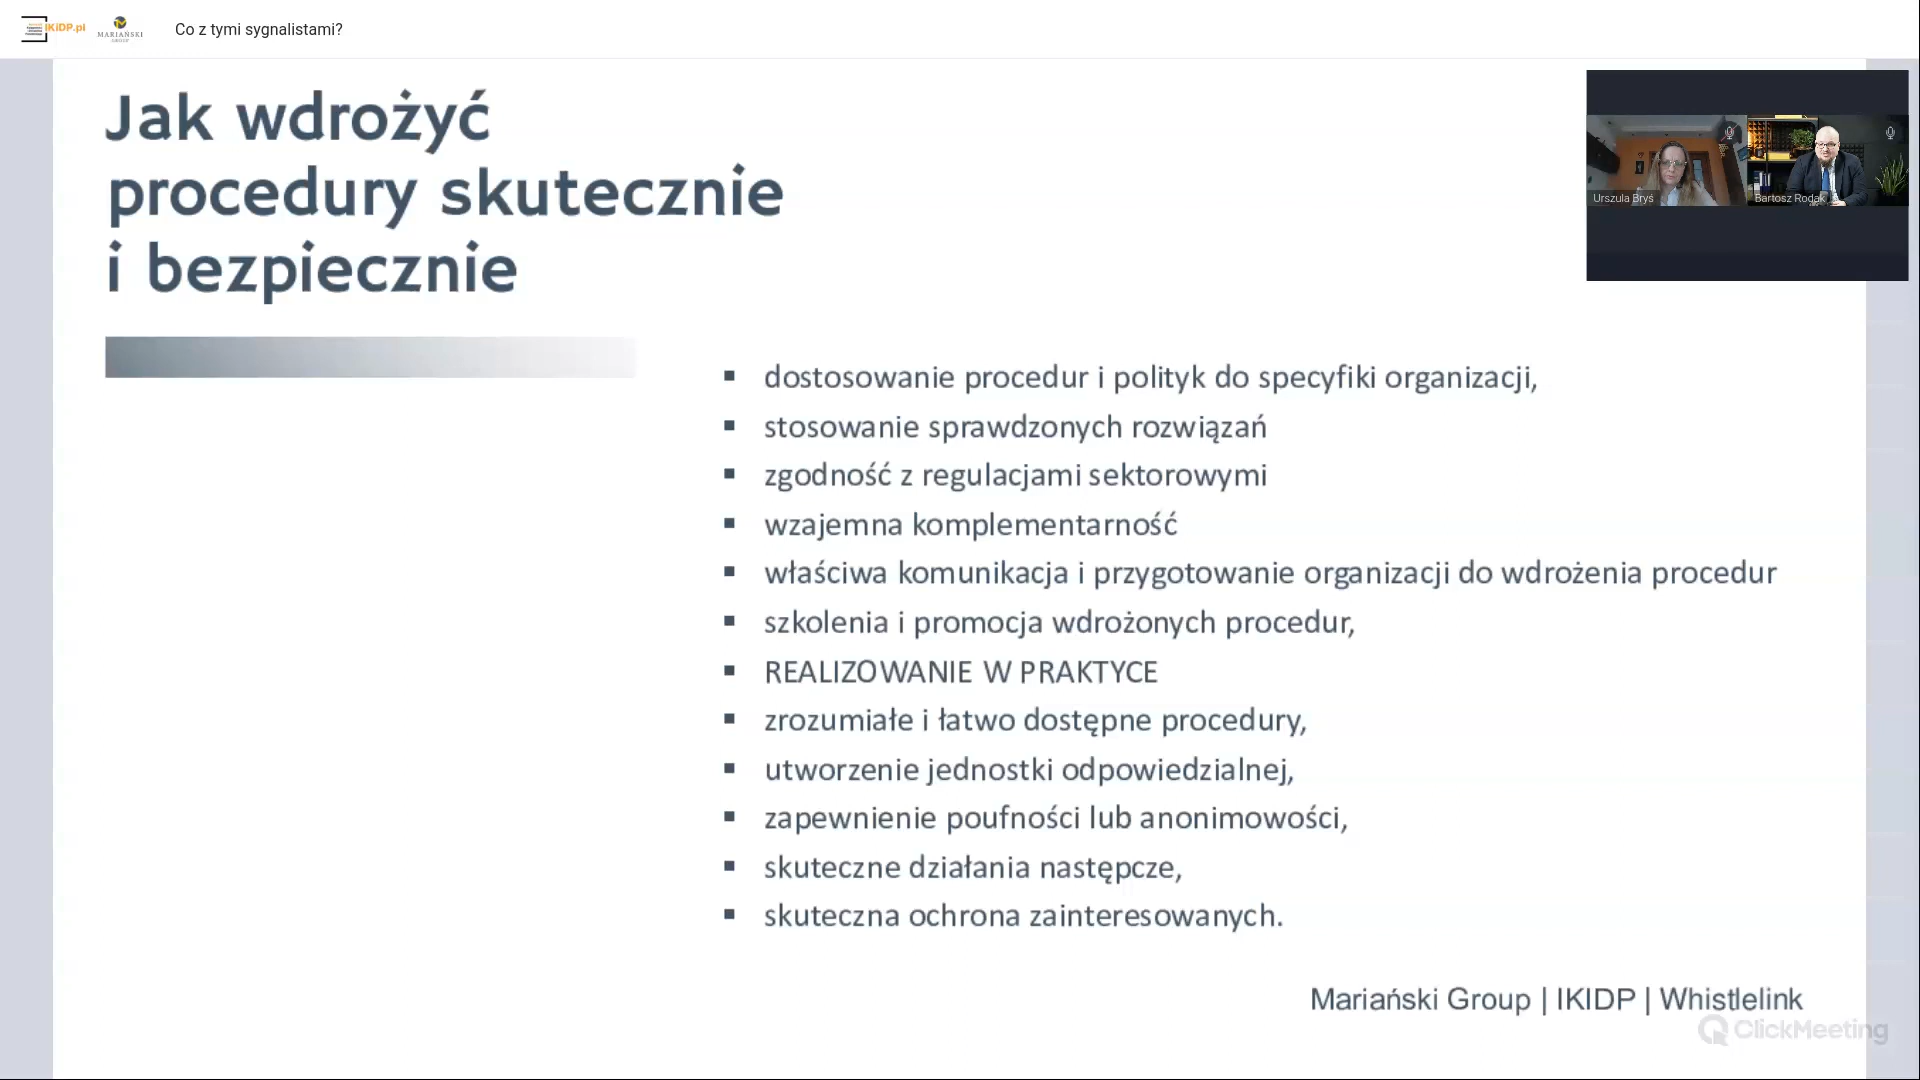 IKiDP.pl
MARIAŃSKI
GROUP
Co z tymi sygnalistami?
Jak wdrożyć
procedury skutecznie
i bezpiecznie
Urszula Bryś
Bartosz Rodak
▪ dostosowanie procedur i polityk do specyfiki organizacji,
▪ stosowanie sprawdzonych rozwiązań
▪ zgodność z regulacjami sektorowymi
▪ wzajemna komplementarność
▪ właściwa komunikacja i przygotowanie organizacji do wdrożenia procedur
▪ szkolenia i promocja wdrożonych procedur,
▪ REALIZOWANIE W PRAKTYCE
▪ zrozumiałe i łatwo dostępne procedury,
▪ utworzenie jednostki odpowiedzialnej,
▪ zapewnienie poufności lub anonimowości,
▪ skuteczne działania następcze,
▪ skuteczna ochrona zainteresowanych.
Mariański Group | IKIDP | Whistlelink
ClickMeeting